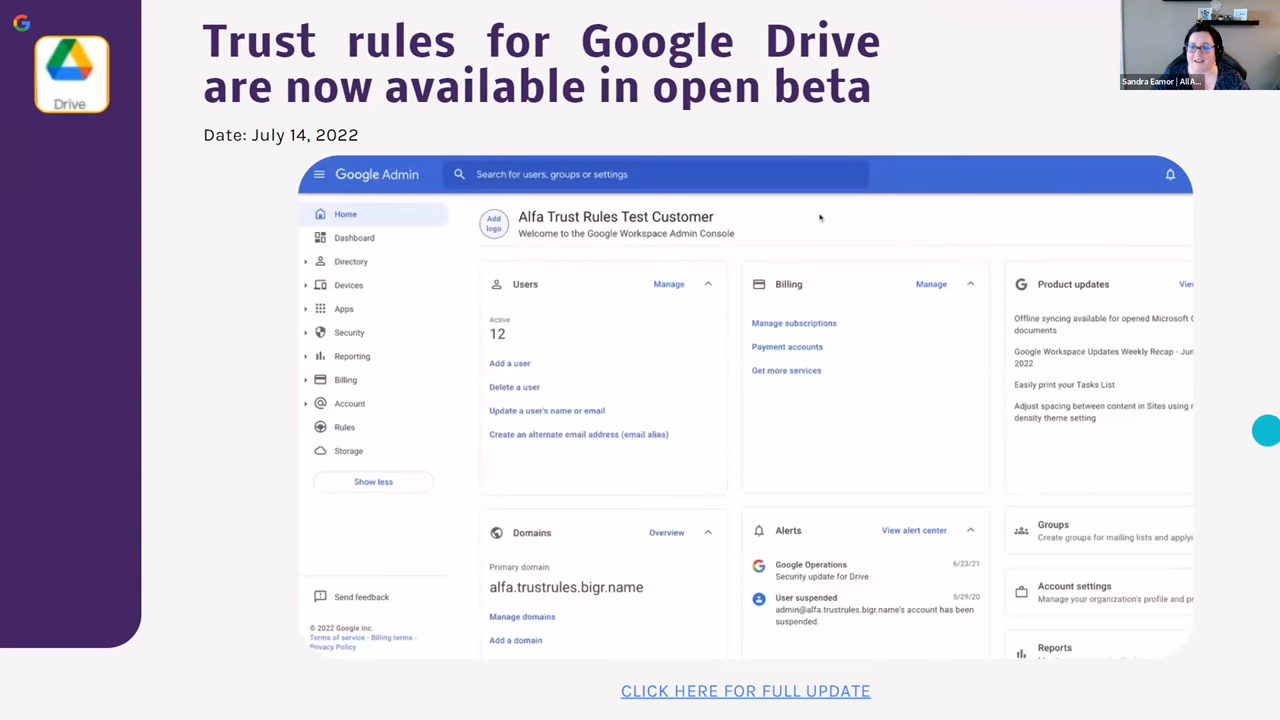 Trust rules for Google Drive
are now available in open beta
Drive
Date: July 14, 2022
Sandra Eamor | All A...
Google Admin
Search for users, groups or settings
Home
Dashboard
Directory
Devices
Apps
Security
Reporting
Billing
Account
Rules
Storage
Show less
Send feedback
© 2022 Google Inc.
Terms of service - Billing terms -
Privacy Policy
Add
logo
Alfa Trust Rules Test Customer
Welcome to the Google Workspace Admin Console
Users
Manage
Active
12
Add a user
Delete a user
Update a user's name or email
Create an alternate email address (email alias)
Billing
Manage
Manage subscriptions
Payment accounts
Get more services
Product updates
Offline syncing available for opened Microsoft
documents
Google Workspace Updates Weekly Recap -
2022
Easily print your Tasks List
Adjust spacing between content in Sites using
density theme setting
Domains
Overview
Primary domain
alfa.trustrules.bigr.name
Manage domains
Add a domain
Alerts
View alert center
Google Operations
6/23/21
Security update for Drive
User suspended
5/29/20
admin@alfa.trustrules.bigr.name's account has been
suspended.
Groups
Create groups for mailing lists and
Account settings
Manage your organization's profile and
Reports
CLICK HERE FOR FULL UPDATE